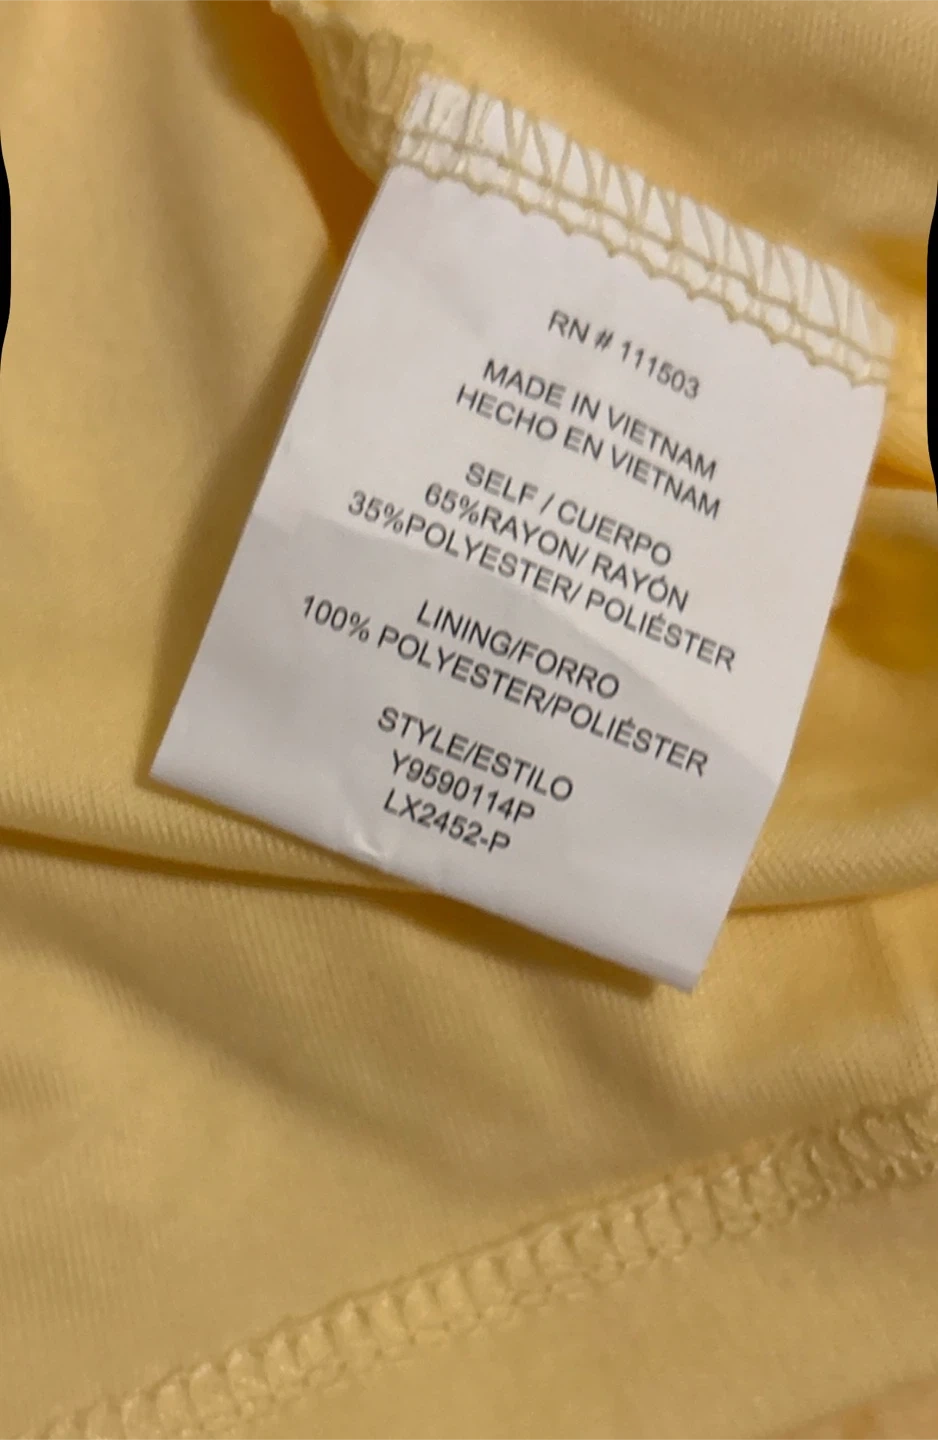 RN # 111503
MADE IN VIETNAM
HECHO EN VIETNAM
SELF / CUERPO
65%RAYON/ RAYÓN
35%POLYESTER/ POLIÉSTER
LINING/FORRO
100% POLYESTER/POLIÉSTER
STYLE/ESTILO
Y9590114P
LX2452-P